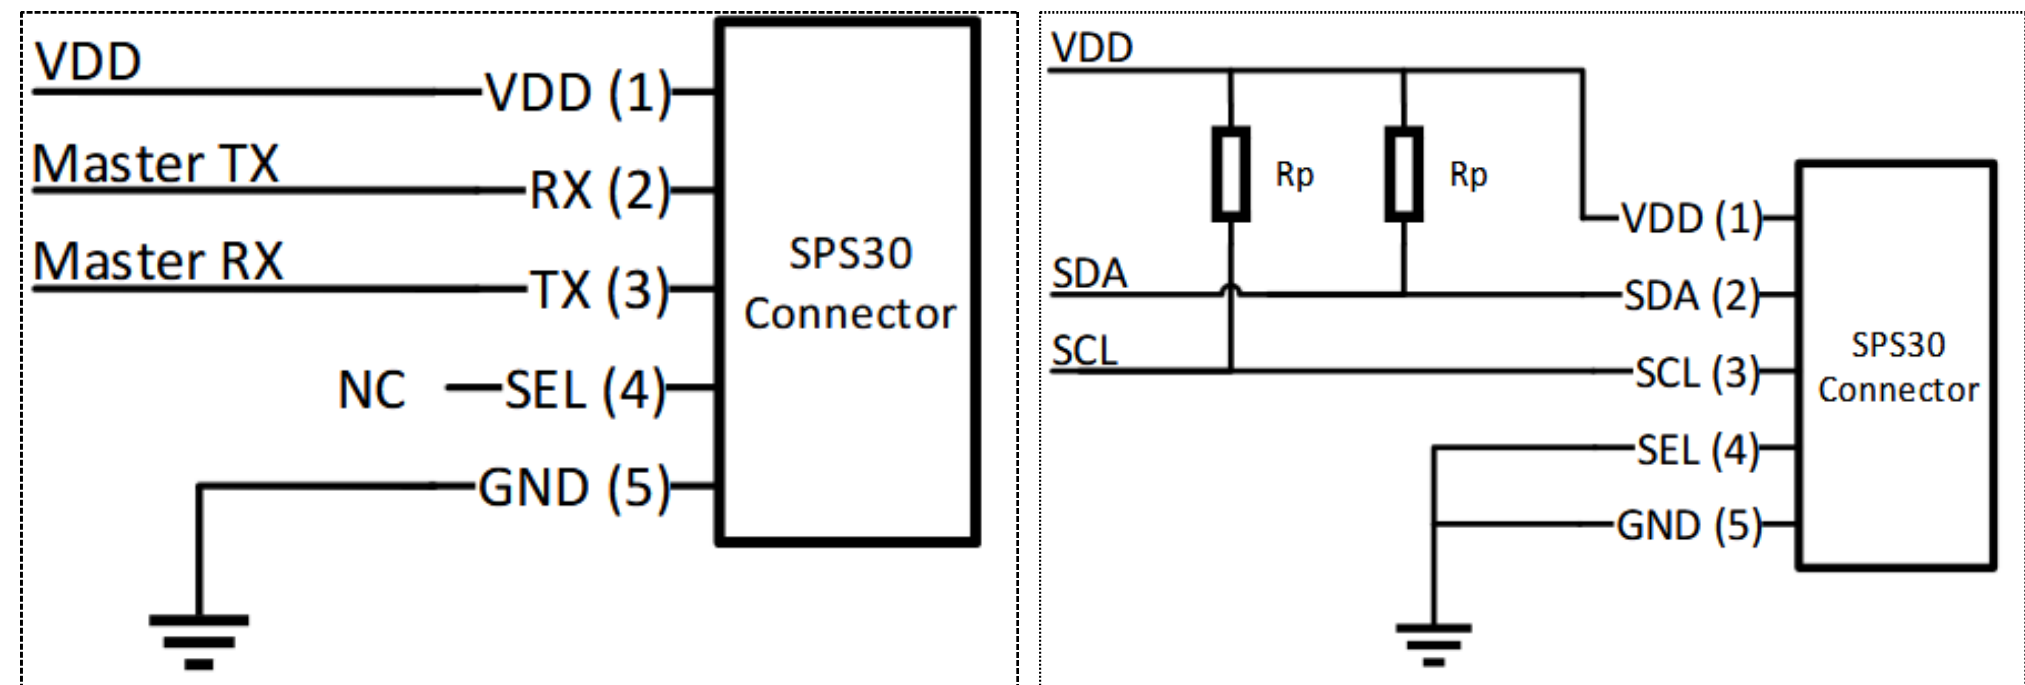 VDD
VDD (1)
Master TX
RX (2)
Master RX
TX (3)
SPS30
Connector
NC
SEL (4)
GND (5)
VDD
Rp
Rp
VDD (1)
SDA
SDA (2)
SCL
SCL (3)
SPS30
Connector
SEL (4)
GND (5)